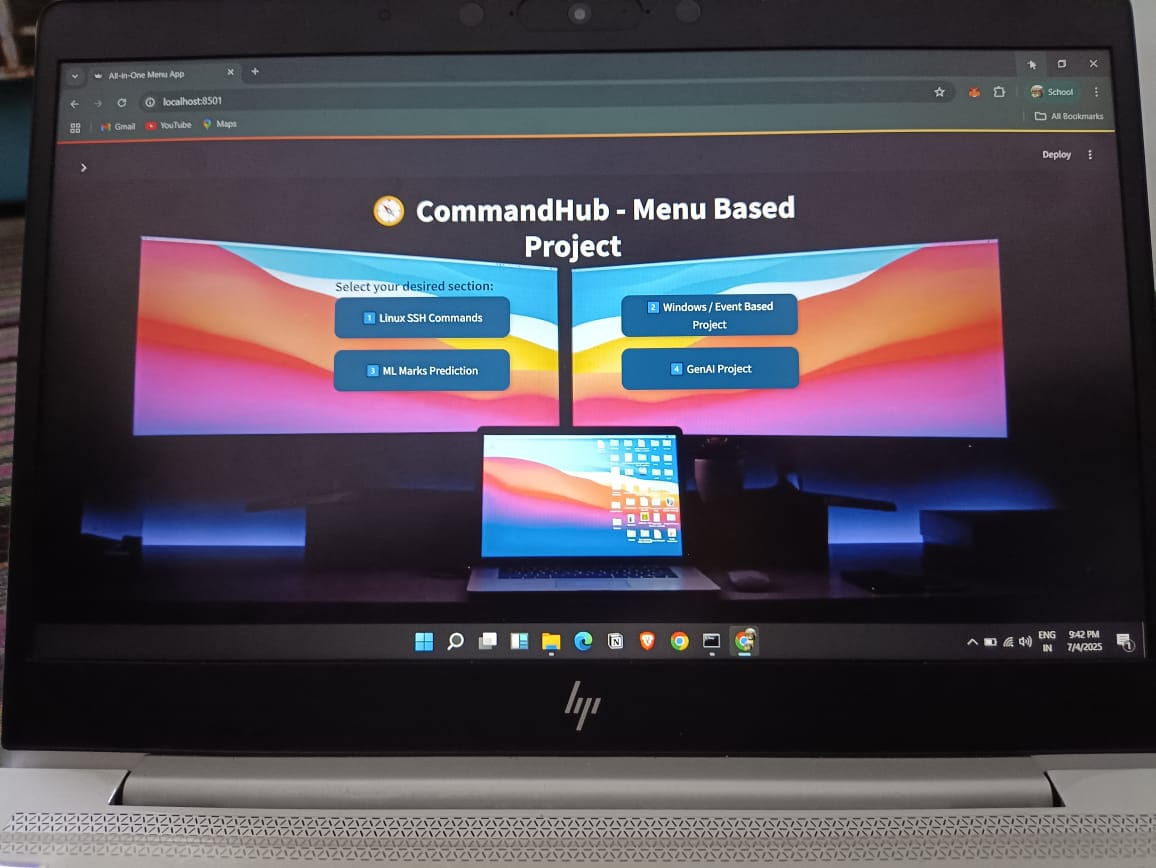 All-in-One Menu App
localhost:8501
School
Gmail
YouTube
Maps
All Bookmarks
Deploy
CommandHub - Menu Based
Project
Select your desired section:
1 Linux SSH Commands
2 Windows / Event Based
Project
3 ML Marks Prediction
4 GenAI Project
ENG
IN
9:42 PM
7/4/2025
1
hp